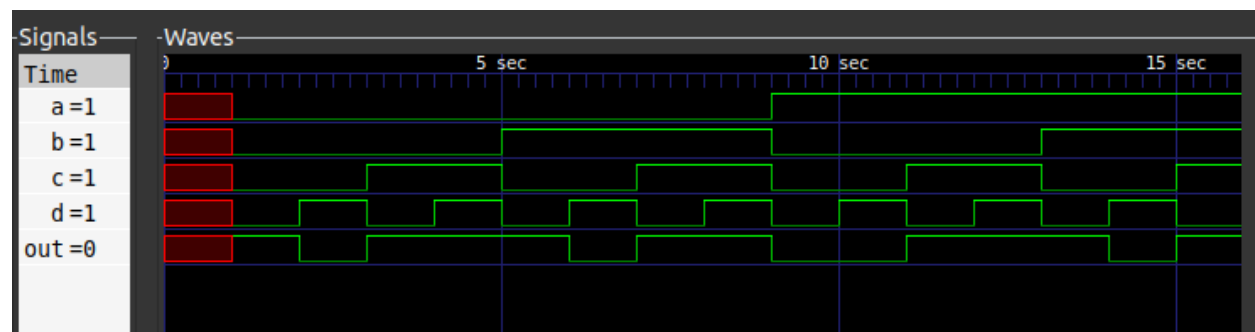 Signals
Waves
Time
0
5 sec
10 sec
15 sec
a=1
b=1
c=1
d=1
out=0